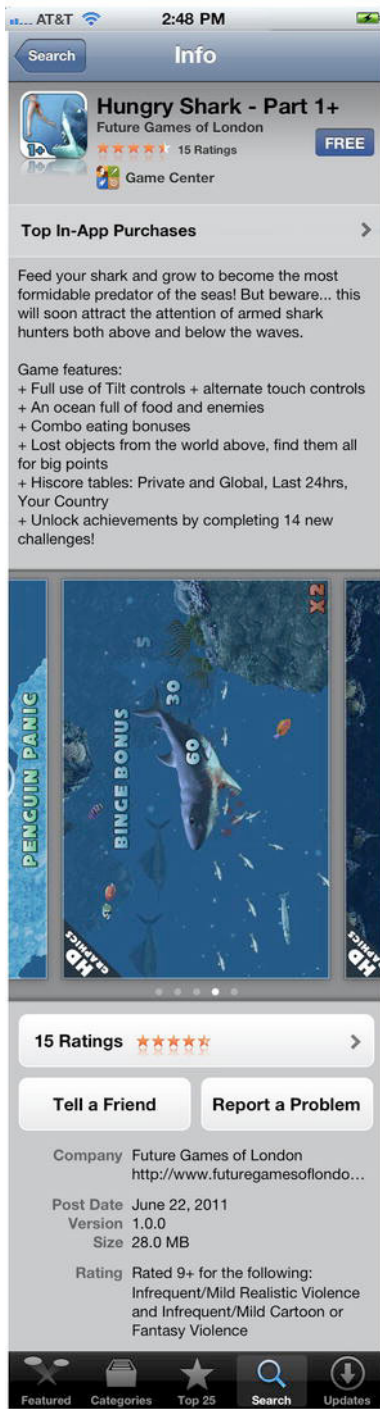 AT&T 2:48 PM
Search Info
Hungry Shark - Part 1+
Future Games of London
15 Ratings
FREE
1+
Game Center
Top In-App Purchases
Feed your shark and grow to become the most
formidable predator of the seas! But beware... this
will soon attract the attention of armed shark
hunters both above and below the waves.
Game features:
+ Full use of Tilt controls + alternate touch controls
+ An ocean full of food and enemies
+ Combo eating bonuses
+ Lost objects from the world above, find them all
for big points
+ Hiscore tables: Private and Global, Last 24hrs,
Your Country
+ Unlock achievements by completing 14 new
challenges!
PENGUIN PANIC
HD
GRAPHICS
BINGE BONUS
30
60
5
X2
HD
GRAPHICS
15 Ratings
Tell a Friend Report a Problem
Company Future Games of London
http://www.futuregamesoflondo...
Post Date June 22, 2011
Version 1.0.0
Size 28.0 MB
Rating Rated 9+ for the following:
Infrequent/Mild Realistic Violence
and Infrequent/Mild Cartoon or
Fantasy Violence
Featured Categories Top 25 Search Updates